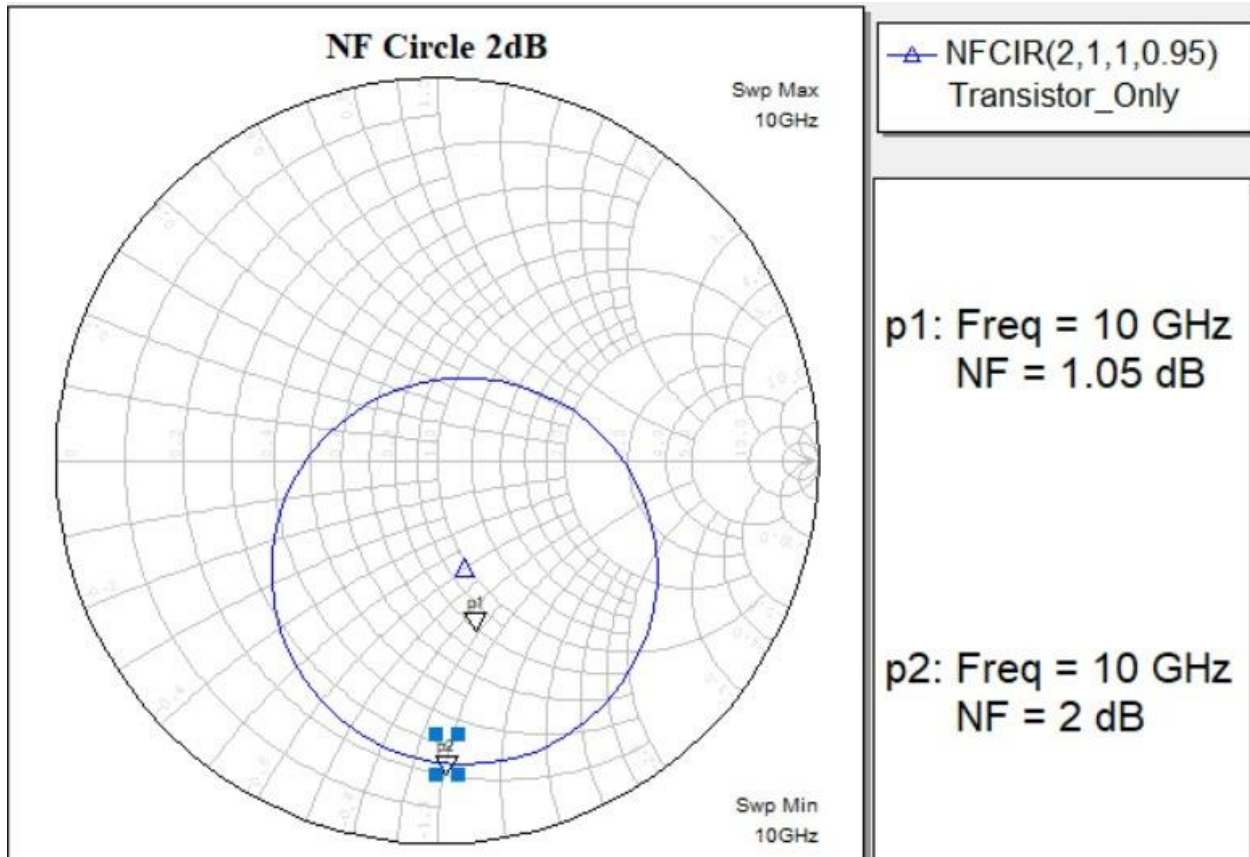 NF Circle 2dB
Swp Max
10GHz
NFCIR(2,1,1,0.95)
Transistor_Only
p1: Freq = 10 GHz
NF = 1.05 dB
p1
p2: Freq = 10 GHz
NF = 2 dB
p2
Swp Min
10GHz